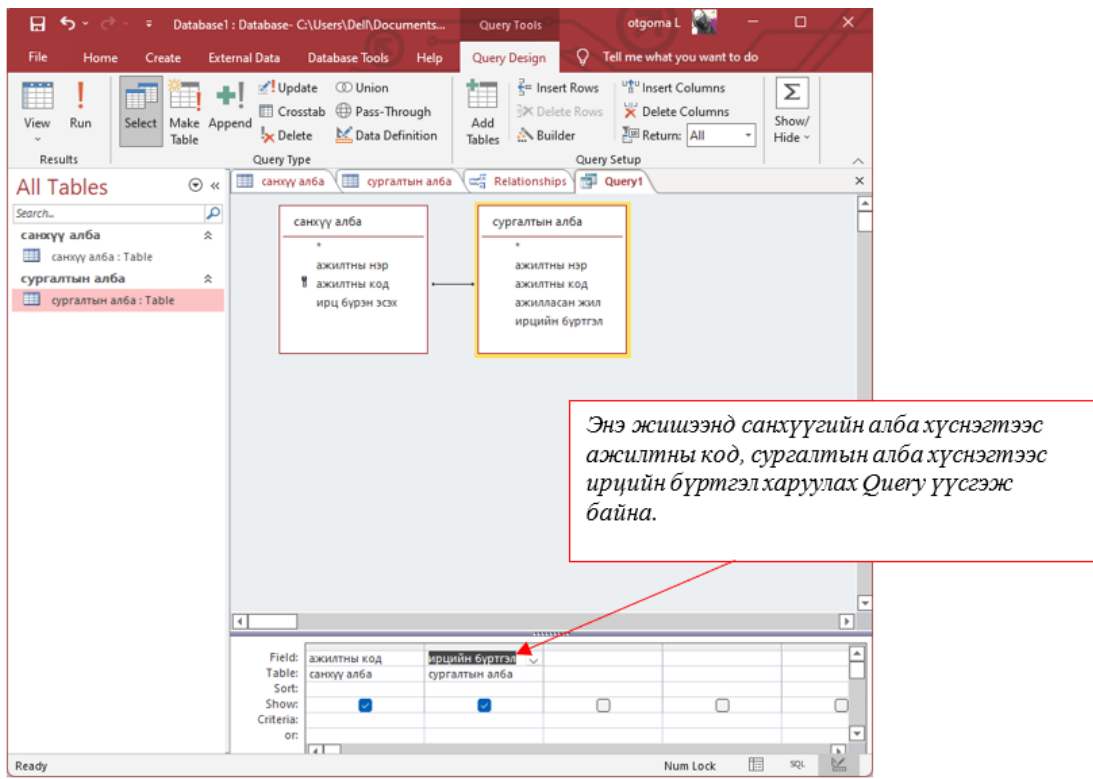 Database1 : Database- C:\Users\Dell\Documents...
Query Tools
otgoma L
File Home Create External Data Database Tools Help Query Design Tell me what you want to do
View
Run
Select
Make Table
Append
Update
Crosstab
Delete
Union
Pass-Through
Data Definition
Add Tables
Insert Rows
Delete Rows
Builder
Insert Columns
Delete Columns
Return: All
Show/ Hide
Results
Query Type
Query Setup
All Tables
Search...
санхүү алба
санхүү алба : Table
сургалтын алба
сургалтын алба : Table
санхүү алба сургалтын алба Relationships Query1
санхүү алба
*
ажилтны нэр
ажилтны код
ирц бүрэн эсэх
сургалтын алба
*
ажилтны нэр
ажилтны код
ажилласан жил
ирцийн бүртгэл
Энэ жишээнд санхүүгийн алба хүснэгтээс
ажилтны код, сургалтын алба хүснэгтээс
ирцийн бүртгэл харуулах Query үүсгэж
байна.
Field: ажилтны код ирцийн бүртгэл
Table: санхүү алба сургалтын алба
Sort:
Show:
Criteria:
or:
Ready
Num Lock
SQL